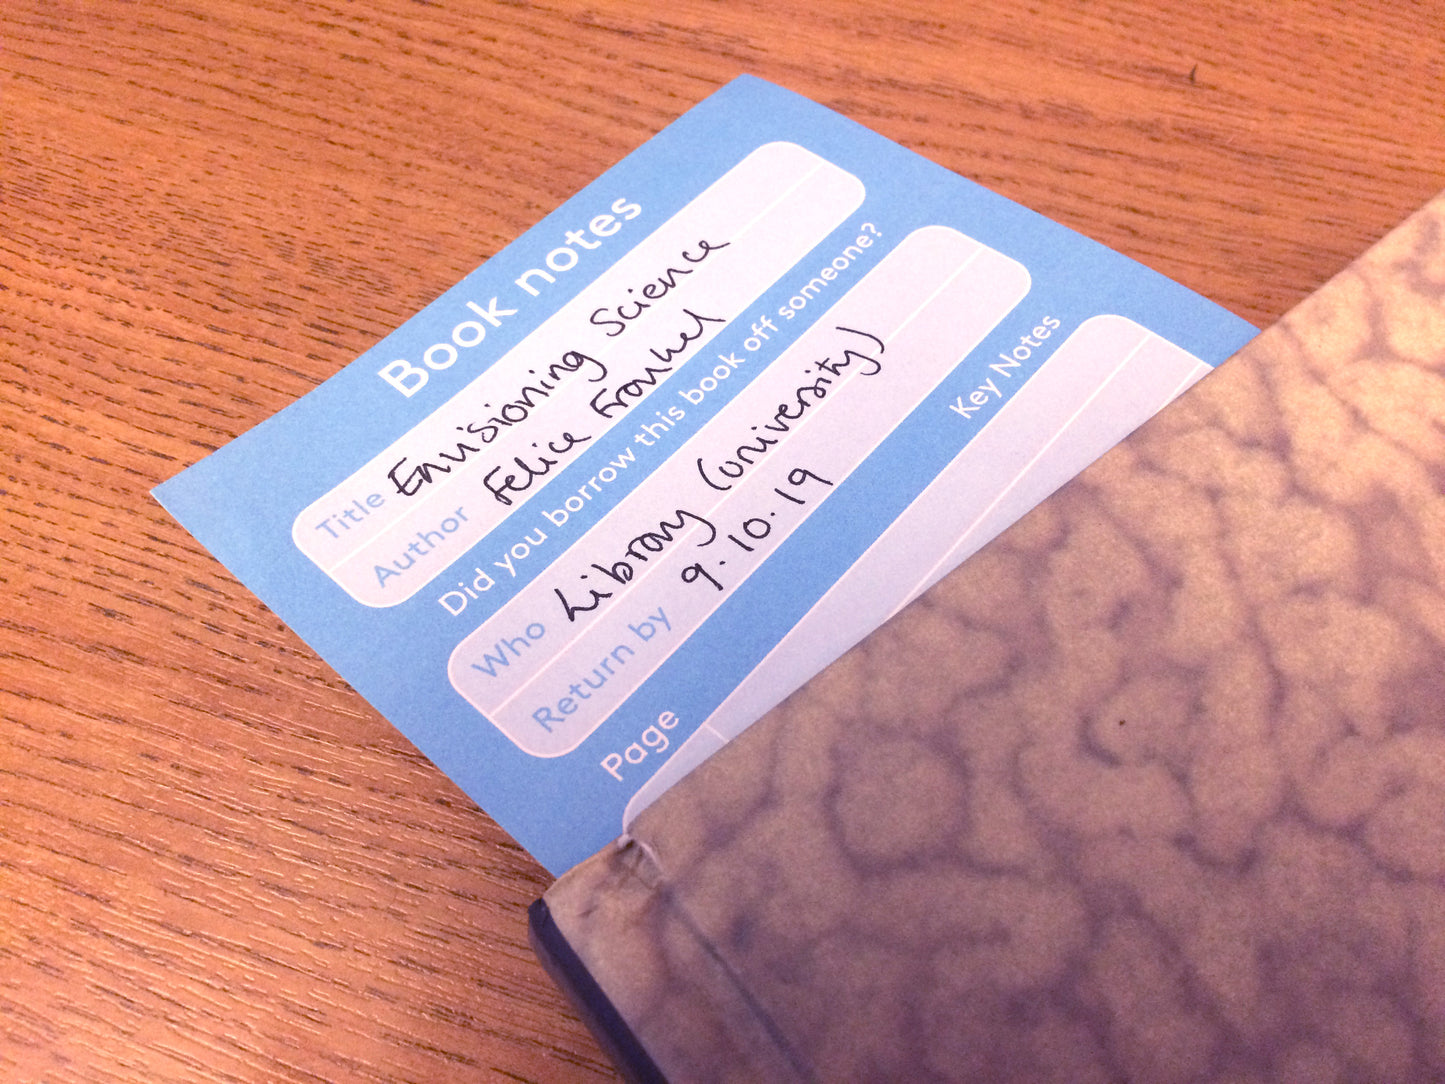 Book notes
Title Envisioning Science
Author Felice Frankel
Did you borrow this book off someone?
Who Library (University)
Return by 9.10.19
Page Key Notes